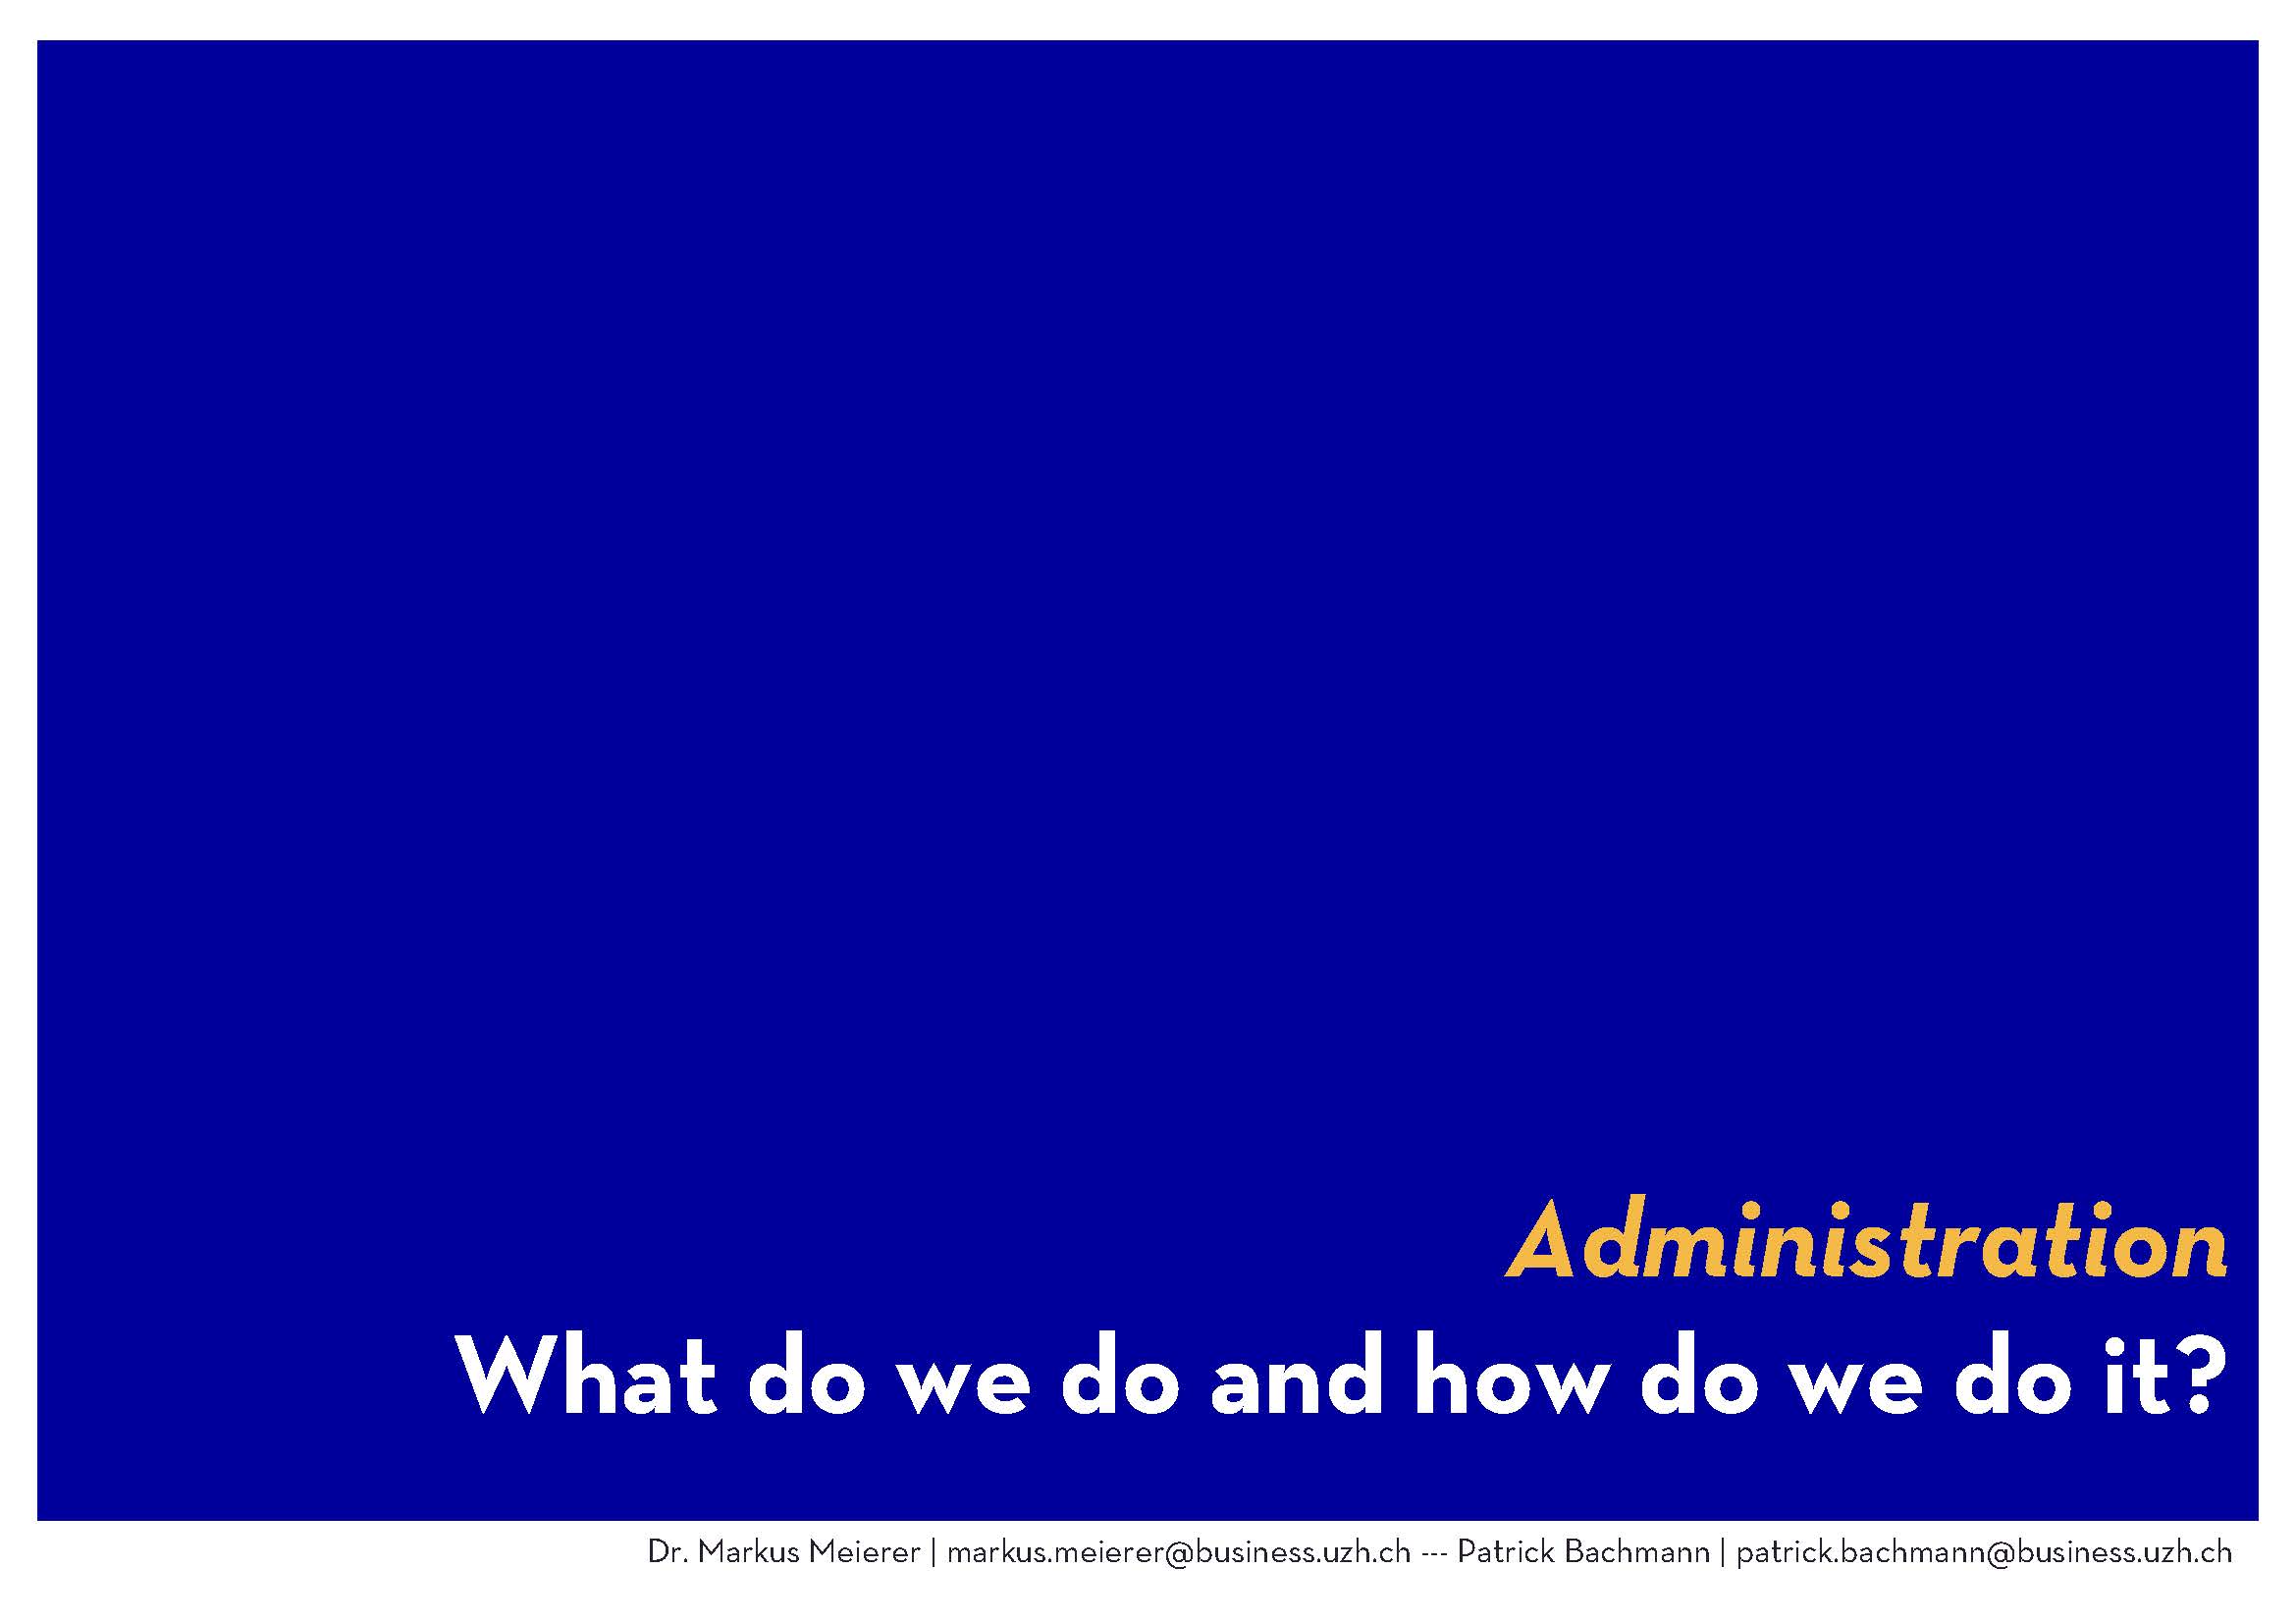 Administration
What do we do and how do we do it?
Dr. Markus Meierer | markus.meierer@business.uzh.ch --- Patrick Bachmann | patrick.bachmann@business.uzh.ch